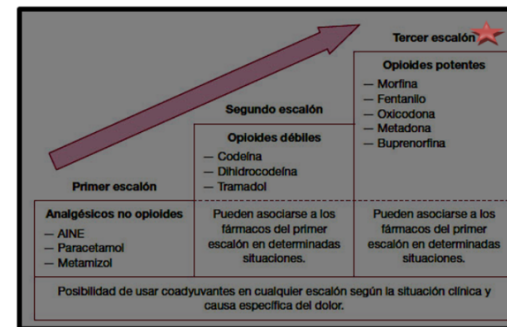 Tercer escalón
Opioides potentes
— Morfina
— Fentanilo
— Oxicodona
— Metadona
— Buprenorfina
Segundo escalón
Opioides débiles
— Codeína
— Dihidrocodeína
— Tramadol
Primer escalón
Analgésicos no opioides
— AINE
— Paracetamol
— Metamizol
Pueden asociarse a los
fármacos del primer
escalón en determinadas
situaciones.
Pueden asociarse a los
fármacos del primer
escalón en determinadas
situaciones.
Posibilidad de usar coadyuvantes en cualquier escalón según la situación clínica y
causa específica del dolor.